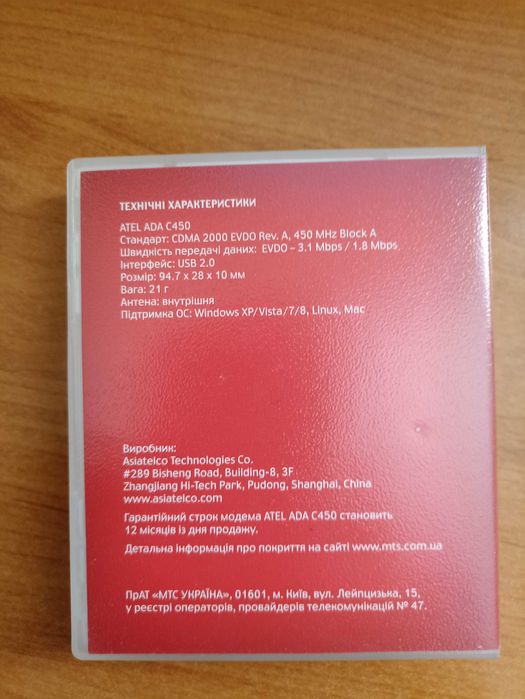 ТЕХНІЧНІ ХАРАКТЕРИСТИКИ
ATEL ADA C450
Стандарт: CDMA 2000 EVDO Rev. A, 450 MHz Block A
Швидкість передачі даних: EVDO – 3.1 Mbps / 1.8 Mbps
Інтерфейс: USB 2.0
Розмір: 94.7 x 28 x 10 мм
Вага: 21 г
Антена: внутрішня
Підтримка ОС: Windows XP/Vista/7/8, Linux, Mac
Виробник:
Asiatelco Technologies Co.
#289 Bisheng Road, Building-8, 3F
Zhangjiang Hi-Tech Park, Pudong, Shanghai, China
www.asiatelco.com
Гарантійний строк модема ATEL ADA C450 становить
12 місяців із дня продажу.
Детальна інформація про покриття на сайті www.mts.com.ua
ПрАТ «МТС УКРАЇНА», 01601, м. Київ, вул. Лейпцизька, 15,
у реєстрі операторів, провайдерів телекомунікацій № 47.